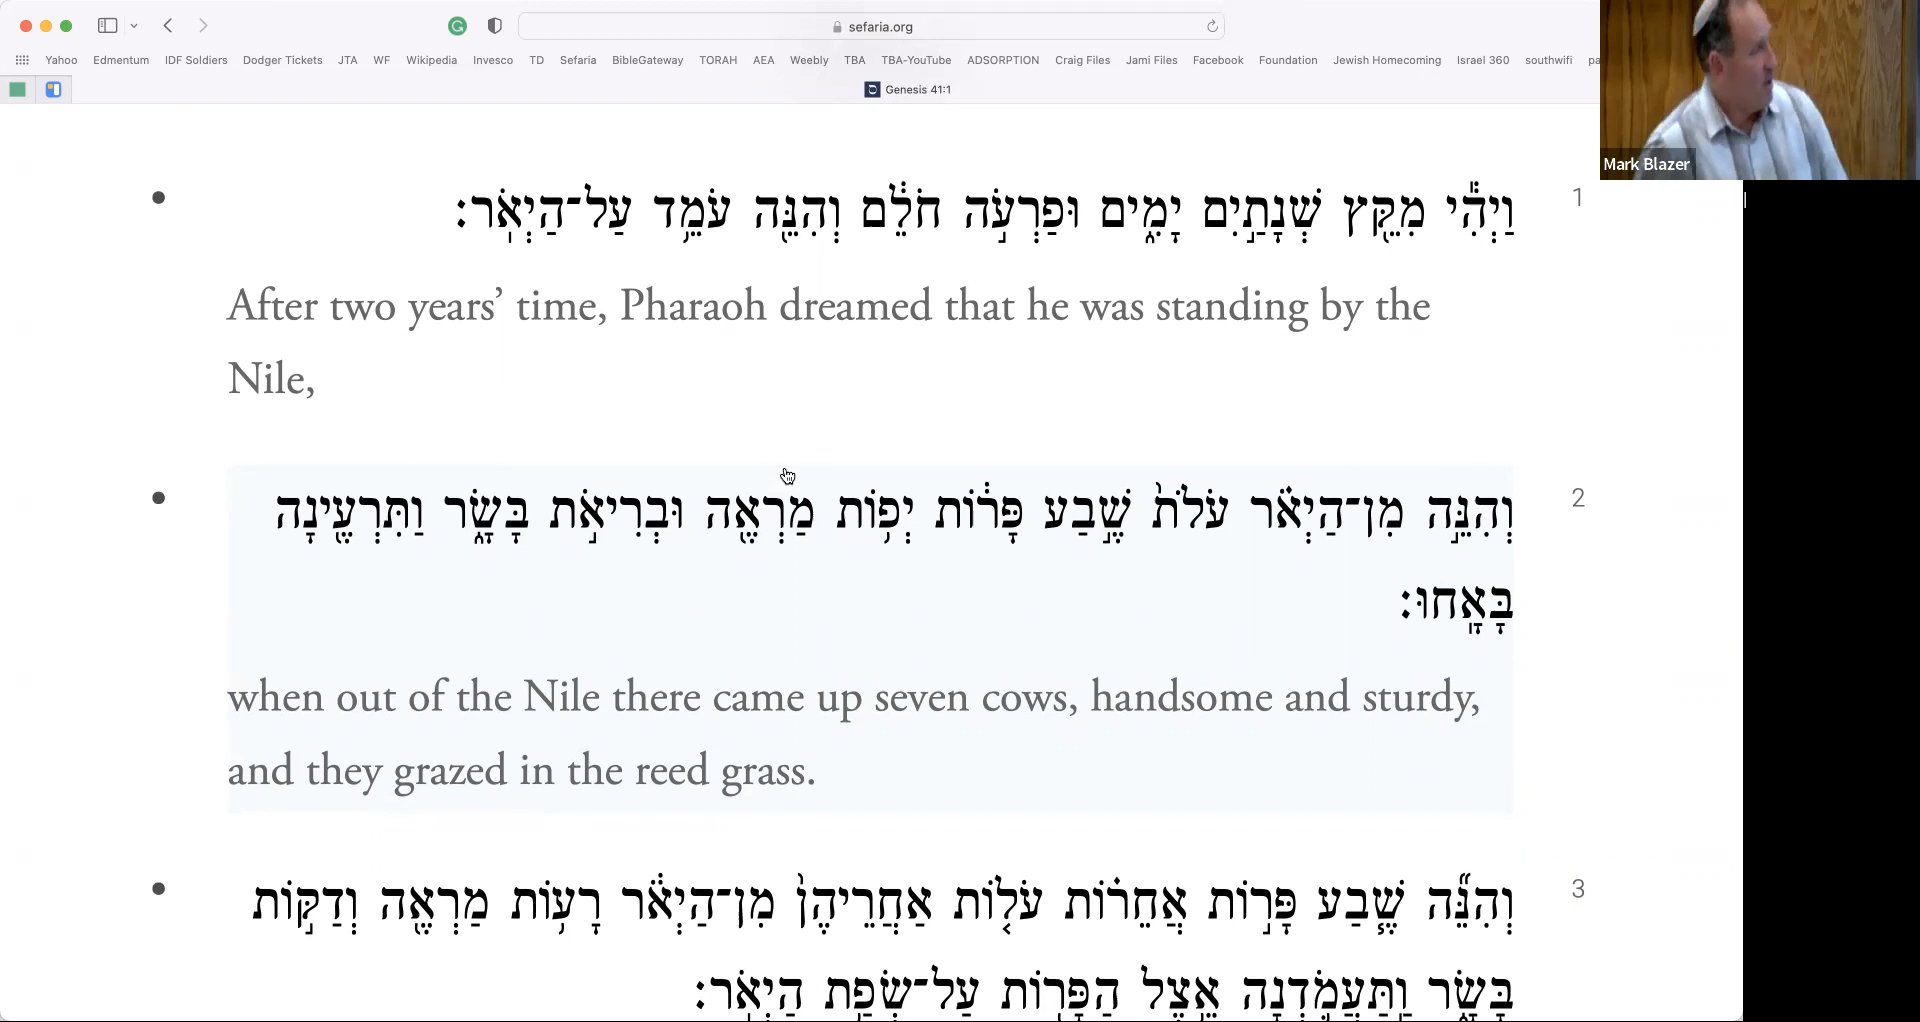 sefaria.org
Yahoo Edmentum IDF Soldiers Dodger Tickets JTA WF Wikipedia Invesco TD Sefaria BibleGateway TORAH AEA Weebly TBA TBA-YouTube ADSORPTION Craig Files Jami Files Facebook Foundation Jewish Homecoming Israel 360 southwifi pa
Genesis 41:1
Mark Blazer
1
וַיְהִ֕י מִקֵּ֖ץ שְׁנָתַ֣יִם יָמִ֑ים וּפַרְעֹ֣ה חֹלֵ֔ם וְהִנֵּ֖ה עֹמֵ֥ד עַל־הַיְאֹֽר׃
After two years’ time, Pharaoh dreamed that he was standing by the
Nile,
2
וְהִנֵּ֣ה מִן־הַיְאֹ֗ר עֹלֹת֙ שֶׁ֣בַע פָּר֔וֹת יְפ֥וֹת מַרְאֶ֖ה וּבְרִיאֹ֣ת בָּשָׂ֑ר וַתִּרְעֶ֖ינָה
בָּאָֽחוּ׃
when out of the Nile there came up seven cows, handsome and sturdy,
and they grazed in the reed grass.
3
וְהִנֵּ֞ה שֶׁ֧בַע פָּר֣וֹת אֲחֵר֗וֹת עֹל֤וֹת אַחֲרֵיהֶן֙ מִן־הַיְאֹ֔ר רָע֥וֹת מַרְאֶ֖ה וְדַקּ֣וֹת
בָּשָׂ֑ר וַֽתַּעֲמֹ֛דְנָה אֵ֥צֶל הַפָּר֖וֹת עַל־שְׂפַ֥ת הַיְאֹֽר׃